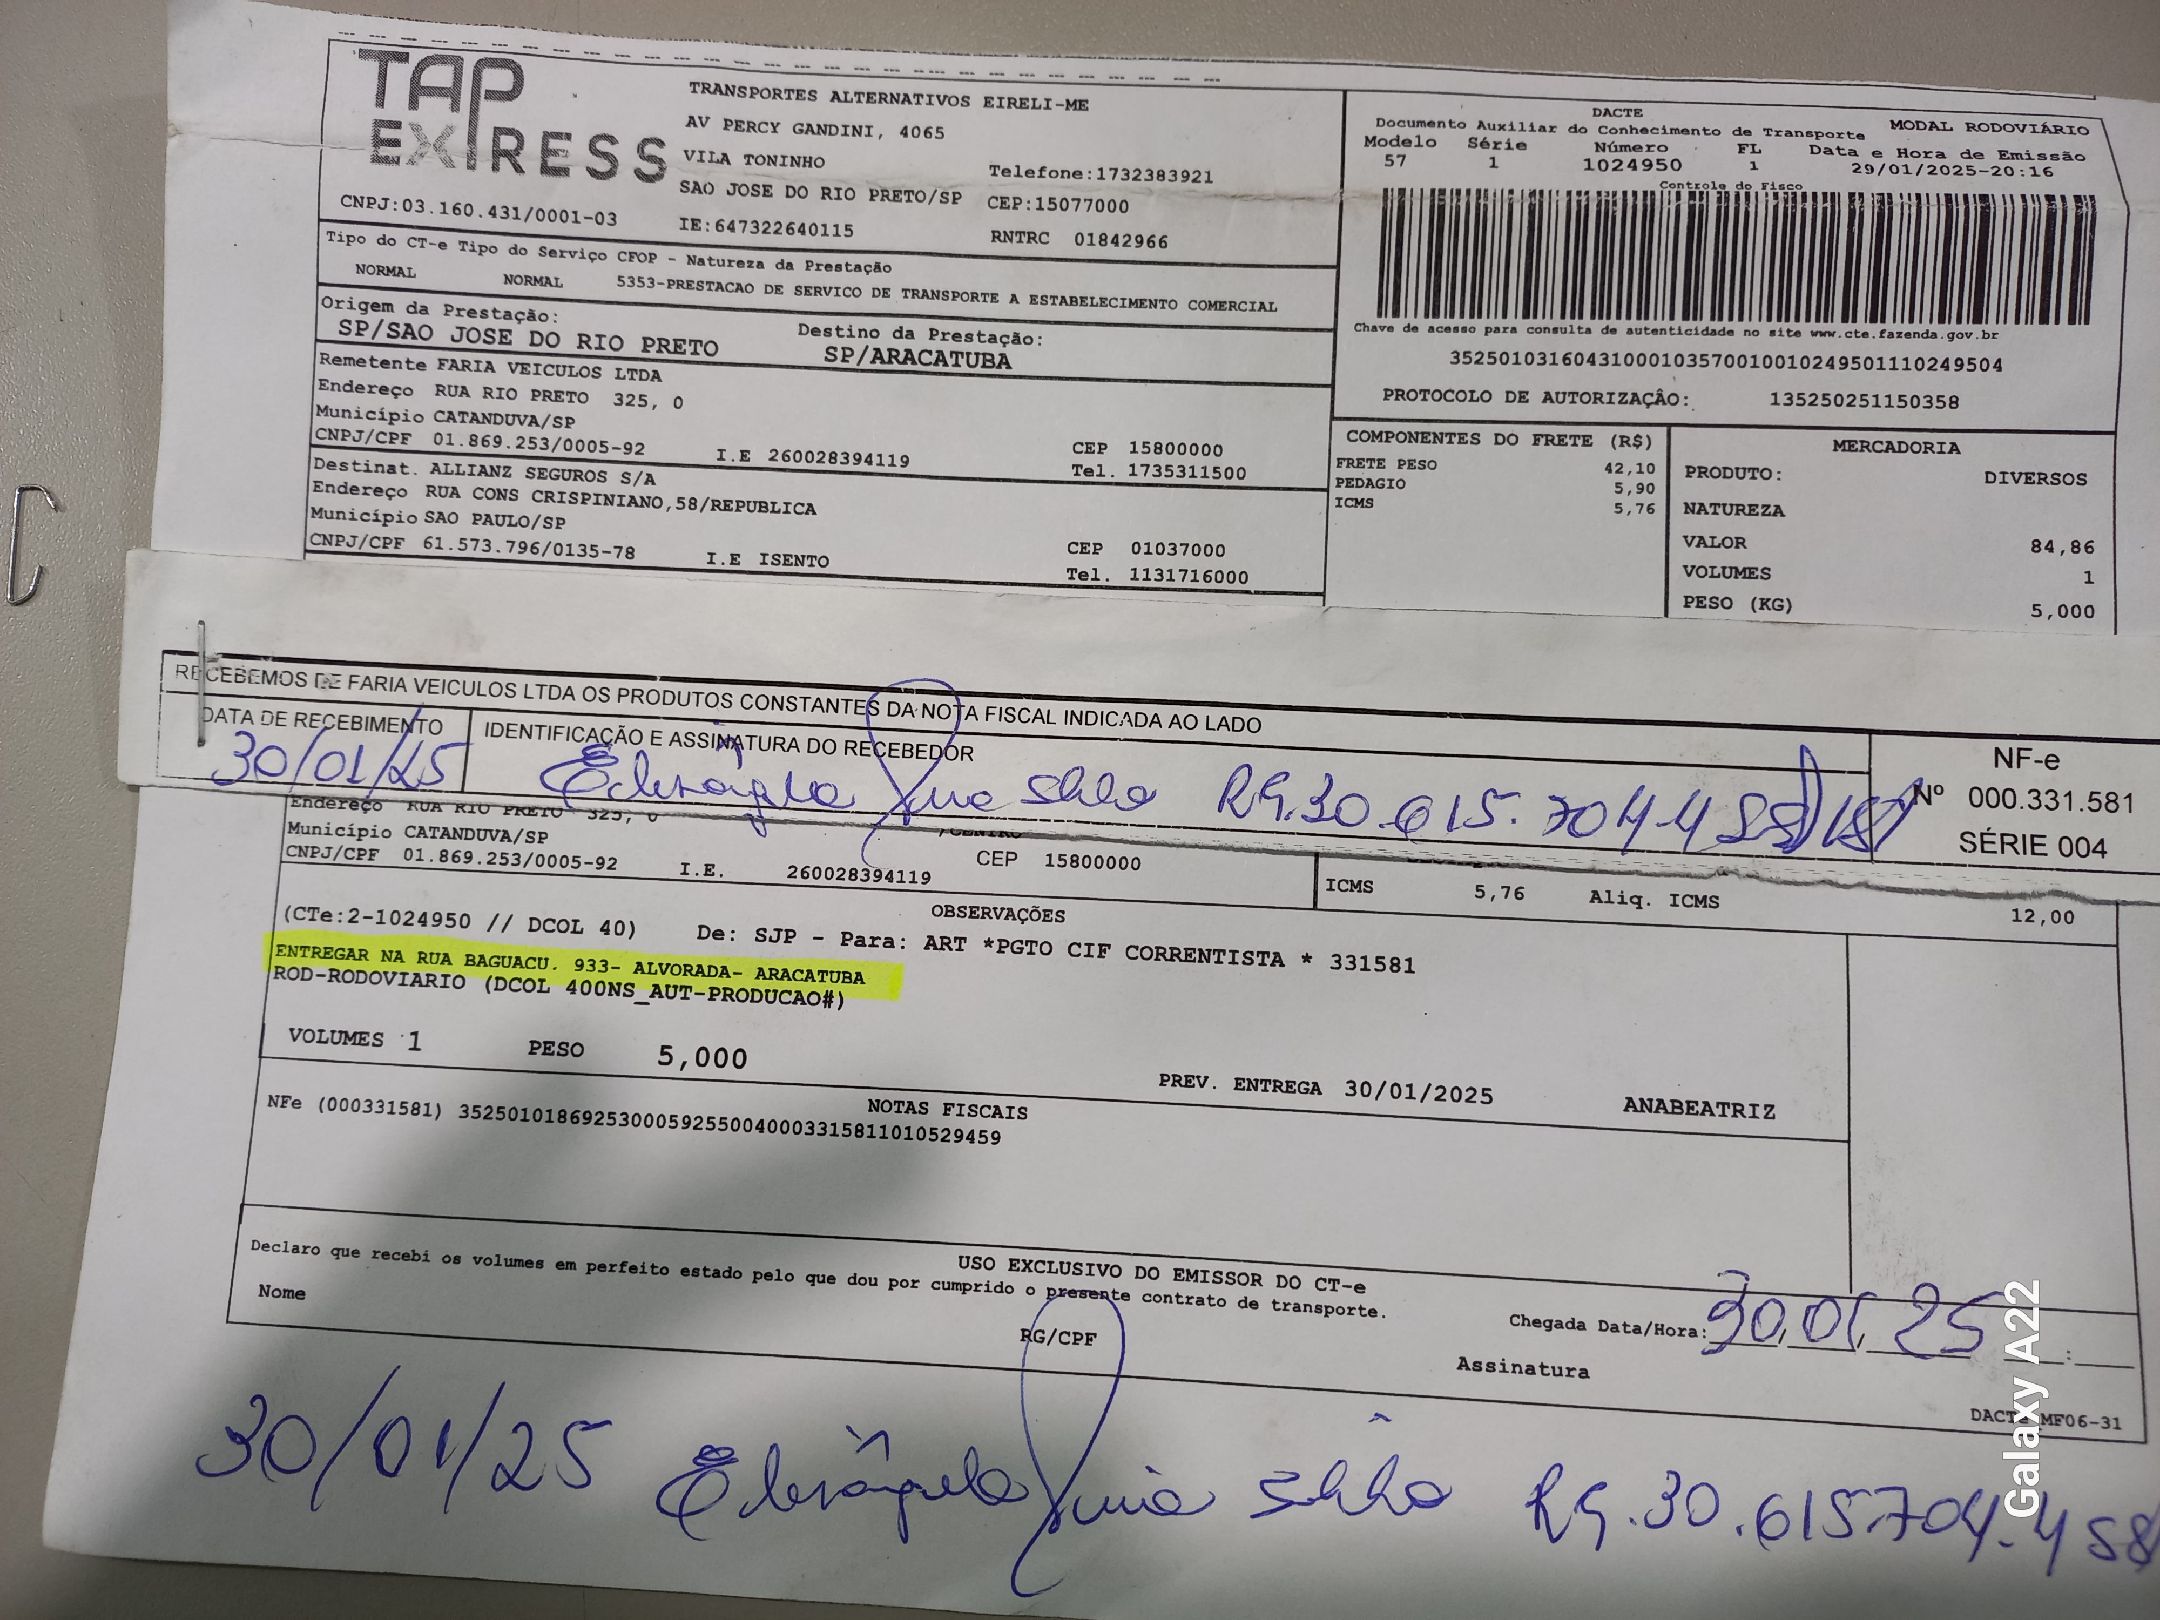 TAP EXPRESS
TRANSPORTES ALTERNATIVOS EIRELI-ME
AV PERCY GANDINI, 4065
VILA TONINHO
Telefone:1732383921
SAO JOSE DO RIO PRETO/SP CEP:15077000
CNPJ:03.160.431/0001-03 IE:647322640115 RNTRC 01842966
DACTE
Documento Auxiliar do Conhecimento de Transporte MODAL RODOVIÁRIO
Modelo Série Número FL Data e Hora de Emissão
57 1 1024950 1 29/01/2025-20:16
Controle do Fisco
Chave de acesso para consulta de autenticidade no site www.cte.fazenda.gov.br
35250103160431000103570010010249501110249504
PROTOCOLO DE AUTORIZAÇÂO: 135250251150358
Tipo do CT-e Tipo do Serviço CFOP - Natureza da Prestação
NORMAL NORMAL 5353-PRESTACAO DE SERVICO DE TRANSPORTE A ESTABELECIMENTO COMERCIAL
Origem da Prestação: Destino da Prestação:
SP/SAO JOSE DO RIO PRETO SP/ARACATUBA
Remetente FARIA VEICULOS LTDA
Endereço RUA RIO PRETO 325, 0
Município CATANDUVA/SP CEP 15800000
CNPJ/CPF 01.869.253/0005-92 I.E 260028394119 Tel. 1735311500
Destinat. ALLIANZ SEGUROS S/A
Endereço RUA CONS CRISPINIANO,58/REPUBLICA
Município SAO PAULO/SP CEP 01037000
CNPJ/CPF 61.573.796/0135-78 I.E ISENTO Tel. 1131716000
COMPONENTES DO FRETE (R$)
FRETE PESO 42,10
PEDAGIO 5,90
ICMS 5,76
MERCADORIA
PRODUTO: DIVERSOS
NATUREZA
VALOR 84,86
VOLUMES 1
PESO (KG) 5,000
RECEBEMOS DE FARIA VEICULOS LTDA OS PRODUTOS CONSTANTES DA NOTA FISCAL INDICADA AO LADO
DATA DE RECEBIMENTO IDENTIFICAÇÃO E ASSINATURA DO RECEBEDOR
30/01/25 RG.30.615.704-4
NF-e
Nº 000.331.581
SÉRIE 004
Endereço RUA RIO PRETO 325, 0 /CENTRO
Município CATANDUVA/SP CEP 15800000
CNPJ/CPF 01.869.253/0005-92 I.E. 260028394119
ICMS 5,76 Aliq. ICMS 12,00
OBSERVAÇÕES
(CTe:2-1024950 // DCOL 40) De: SJP - Para: ART *PGTO CIF CORRENTISTA * 331581
ENTREGAR NA RUA BAGUACU. 933- ALVORADA- ARACATUBA
ROD-RODOVIARIO (DCOL 400NS_AUT-PRODUCAO#)
VOLUMES 1 PESO 5,000
PREV. ENTREGA 30/01/2025 ANABEATRIZ
NOTAS FISCAIS
NFe (000331581) 35250101869253000592550040003315811010529459
USO EXCLUSIVO DO EMISSOR DO CT-e
Declaro que recebi os volumes em perfeito estado pelo que dou por cumprido o presente contrato de transporte.
Nome RG/CPF Assinatura
Chegada Data/Hora: 30/01/25 :
DACTE MF06-31
30/01/25 RG.30.615.704-4
Galaxy A22